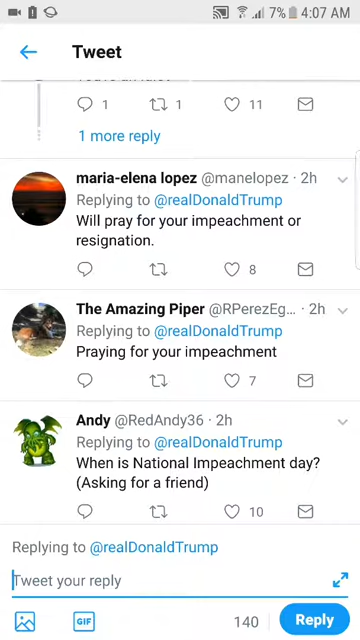 7% 4:07 AM
Tweet
1 1 11
1 more reply
maria-elena lopez @manelopez · 2h
Replying to @realDonaldTrump
Will pray for your impeachment or
resignation.
8
The Amazing Piper @RPerezEg... · 2h
Replying to @realDonaldTrump
Praying for your impeachment
7
Andy @RedAndy36 · 2h
Replying to @realDonaldTrump
When is National Impeachment day?
(Asking for a friend)
10
Replying to @realDonaldTrump
Tweet your reply
GIF 140 Reply